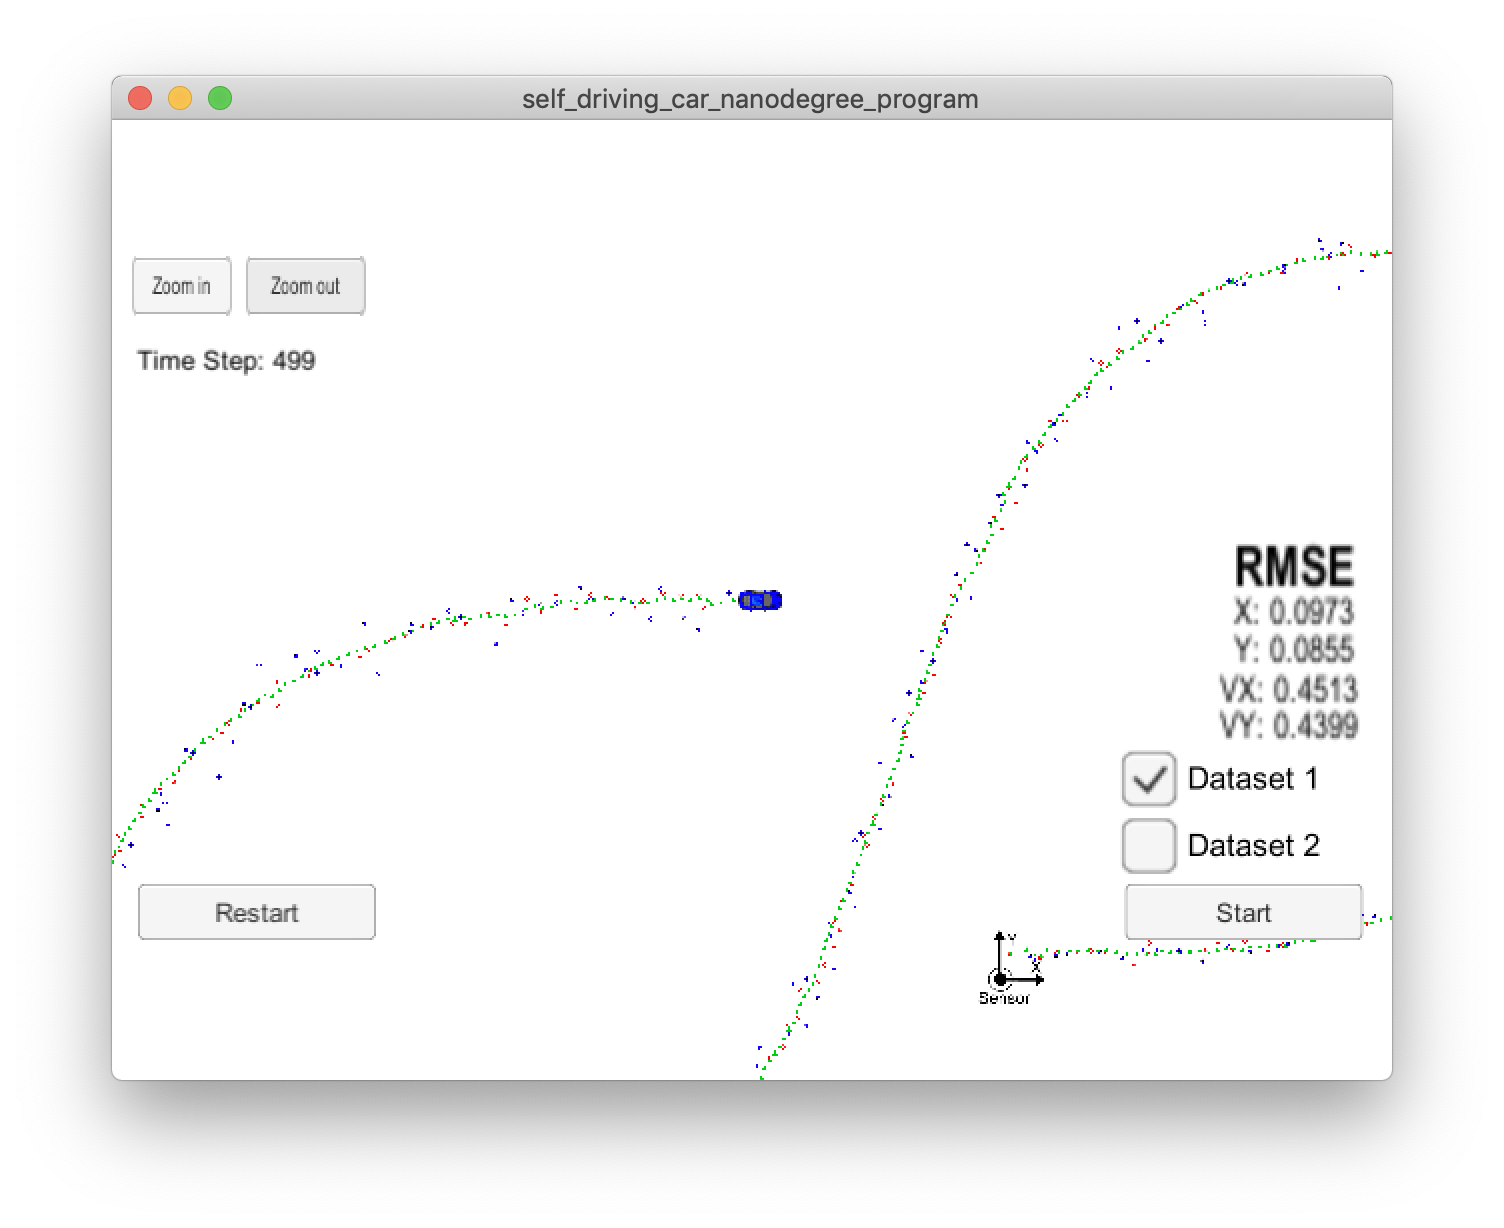 self_driving_car_nanodegree_program
Zoom in
Zoom out
Time Step: 499
RMSE
X: 0.0973
Y: 0.0855
VX: 0.4513
VY: 0.4399
Dataset 1
Dataset 2
Restart
Start
Y
X
Sensor